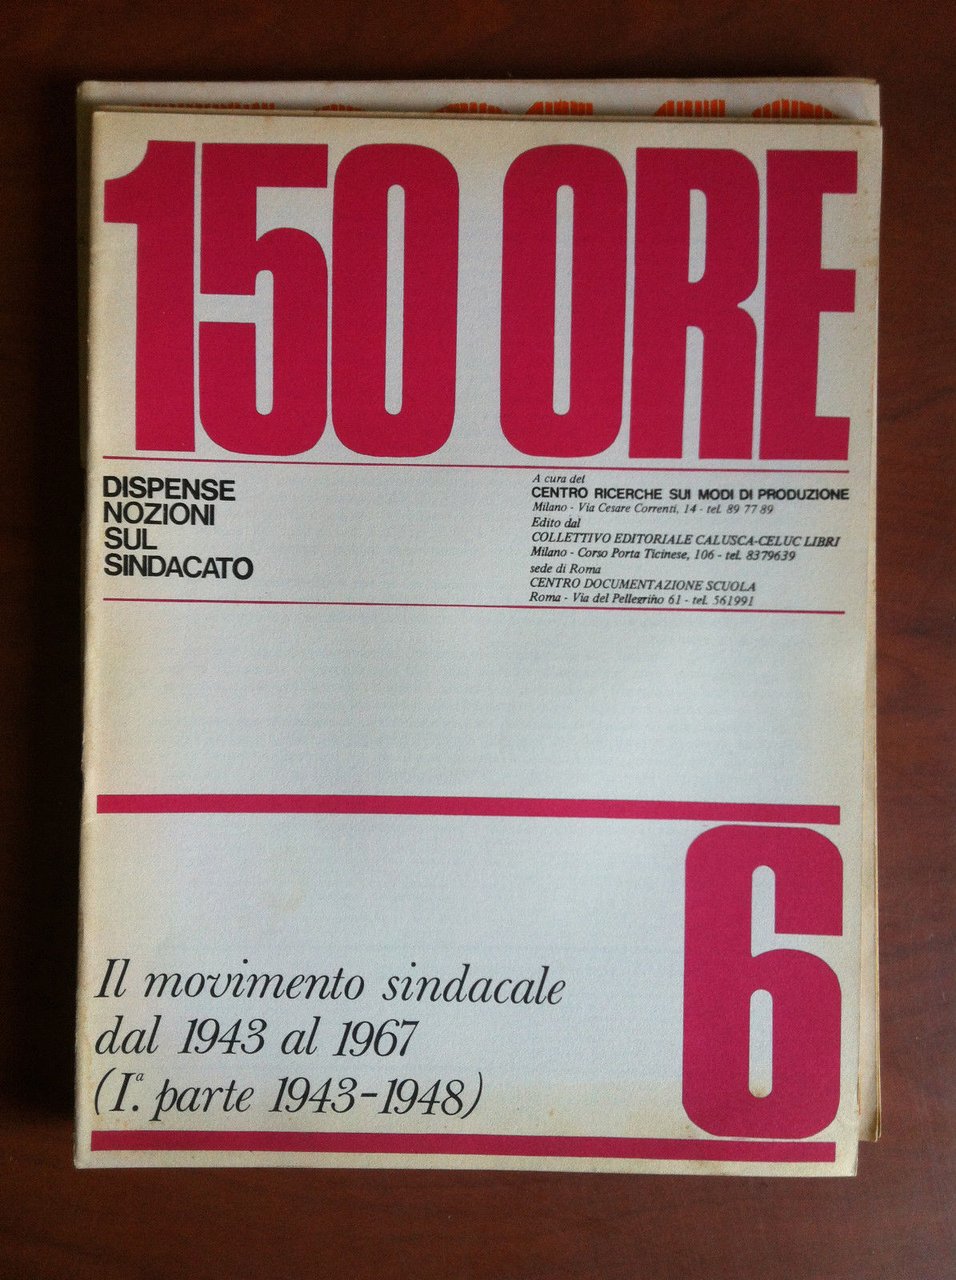 150 ORE
DISPENSE
NOZIONI
SUL
SINDACATO
A cura del
CENTRO RICERCHE SUI MODI DI PRODUZIONE
Milano - Via Cesare Correnti, 14 - tel. 89 77 89
Edito dal
COLLETTIVO EDITORIALE CALUSCA-CELUC LIBRI
Milano - Corso Porta Ticinese, 106 - tel. 8379639
sede di Roma
CENTRO DOCUMENTAZIONE SCUOLA
Roma - Via del Pellegrino 61 - tel. 561991
6
Il movimento sindacale
dal 1943 al 1967
(Iª. parte 1943-1948)